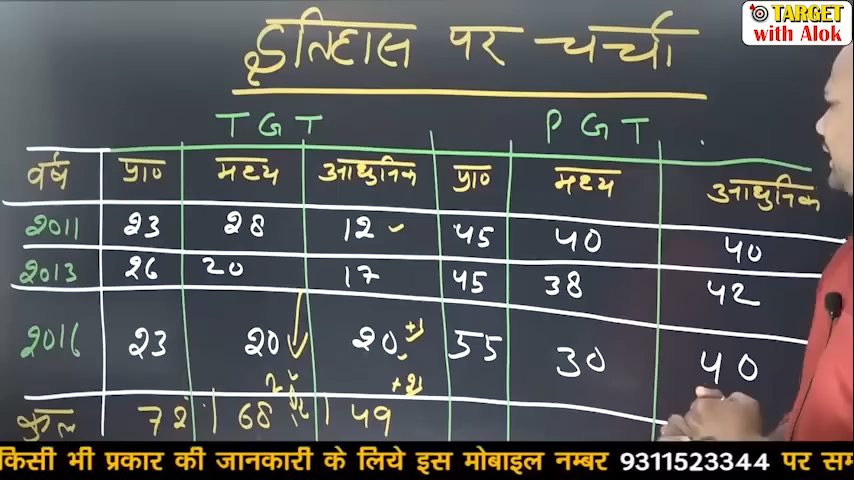 TARGET
with Alok
इतिहास पर चर्चा
TGT PGT
वर्ष प्रा० मध्य आधुनिक प्रा० मध्य आधुनिक
2011 23 28 12 45 40 40
2013 26 20 17 45 38 42
2016 23 20 20 +1 55 30 40
+2
कुल 72 68 49
किसी भी प्रकार की जानकारी के लिये इस मोबाइल नम्बर 9311523344 पर सम